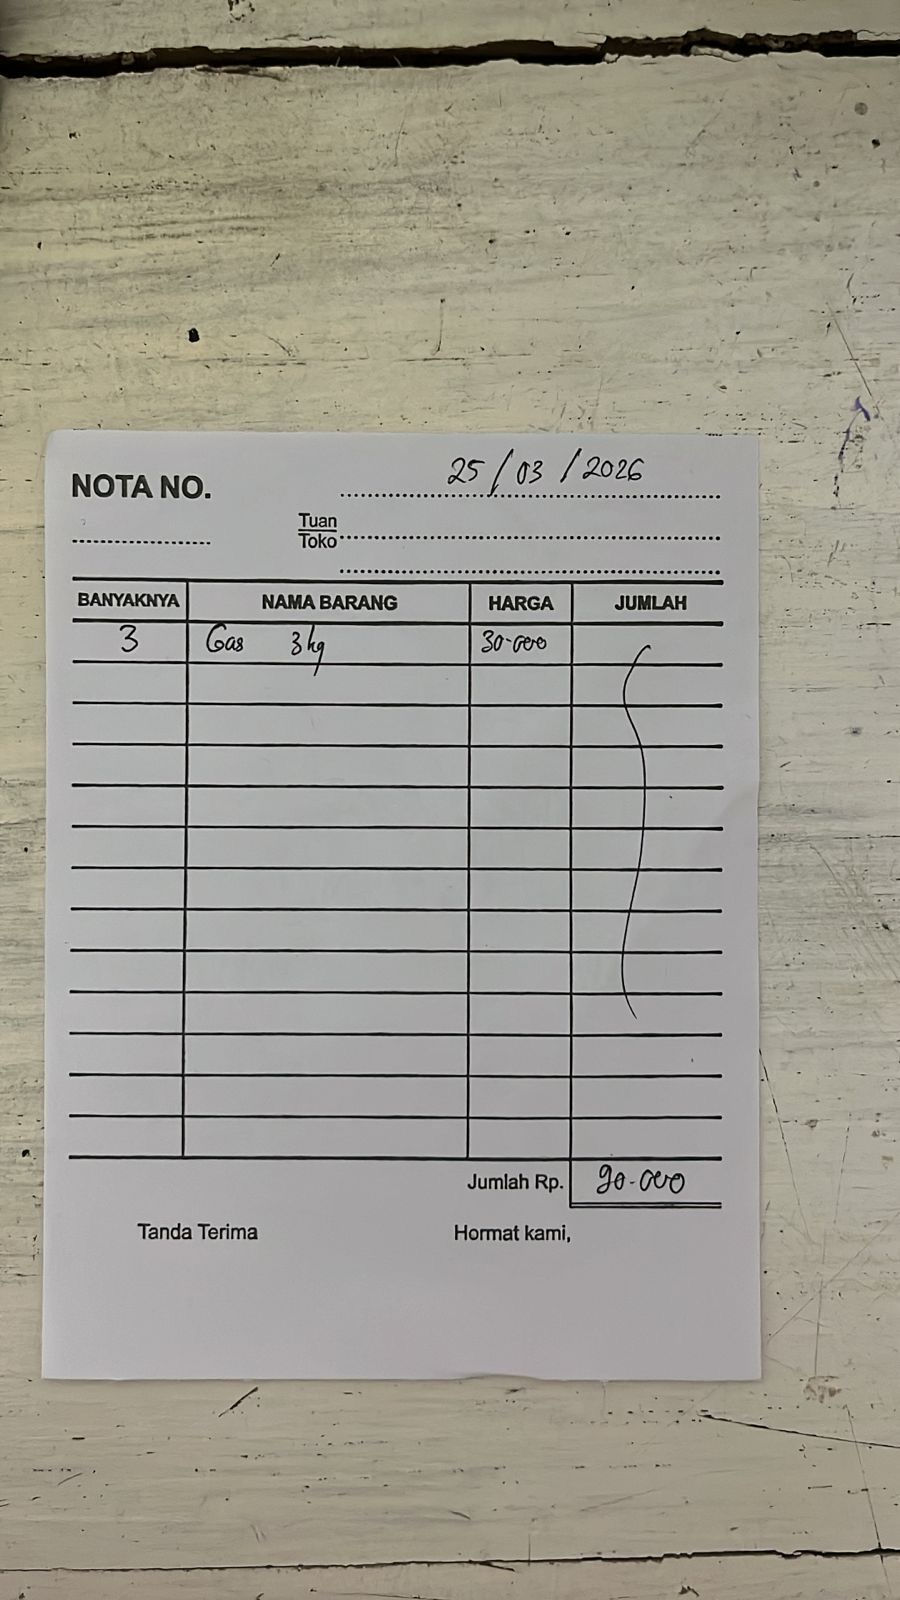 25/03/2026
NOTA NO.
Tuan
Toko
BANYAKNYA NAMA BARANG HARGA JUMLAH
3 Gas 3kg 30.000
Jumlah Rp. 90.000
Tanda Terima Hormat kami,